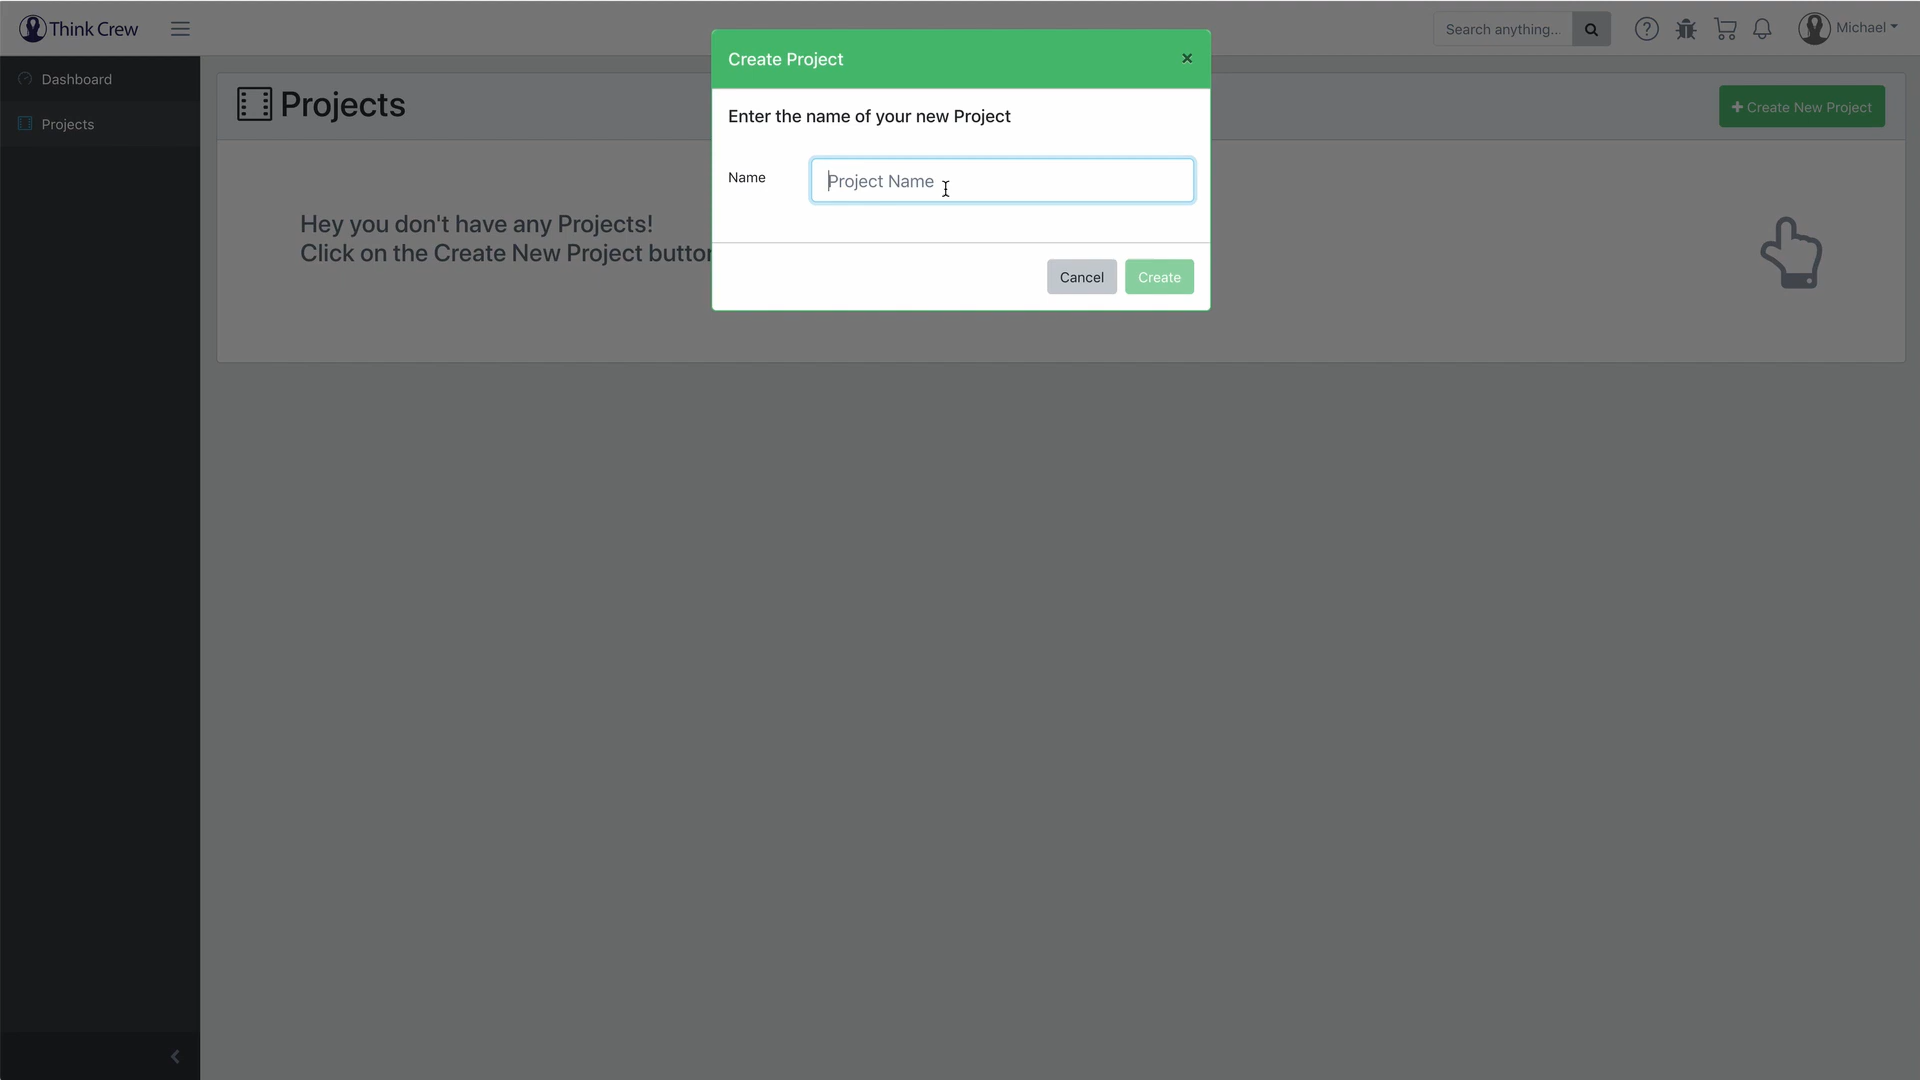 Think Crew
Search anything...
Michael
Dashboard
Projects
Projects
+ Create New Project
Hey you don't have any Projects!
Click on the Create New Project button
Create Project
×
Enter the name of your new Project
Name
Project Name
Cancel
Create